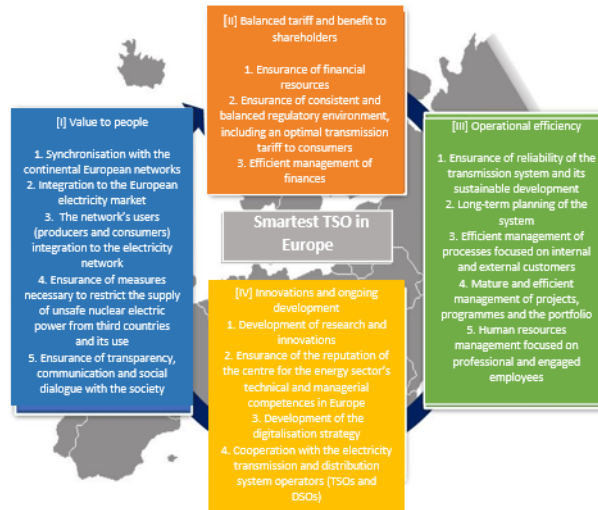 [II] Balanced tariff and benefit to
shareholders
1. Ensurance of financial
resources
2. Ensurance of consistent and
balanced regulatory environment,
including an optimal transmission
tariff to consumers
3. Efficient management of
finances
[I] Value to people
1. Synchronisation with the
continental European networks
2. Integration to the European
electricity market
3. The network's users
(producers and consumers)
integration to the electricity
network
4. Ensurance of measures
necessary to restrict the supply
of unsafe nuclear electric
power from third countries
and its use
5. Ensurance of transparency,
communication and social
dialogue with the society
Smartest TSO in
Europe
[III] Operational efficiency
1. Ensurance of reliability of the
transmission system and its
sustainable development
2. Long-term planning of the
system
3. Efficient management of
processes focused on internal
and external customers
4. Mature and efficient
management of projects,
programmes and the portfolio
5. Human resources
management focused on
professional and engaged
employees
[IV] Innovations and ongoing
development
1. Development of research and
innovations
2. Ensurance of the reputation of
the centre for the energy sector's
technical and managerial
competences in Europe
3. Development of the
digitalisation strategy
4. Cooperation with the electricity
transmission and distribution
system operators (TSOs and
DSOs)